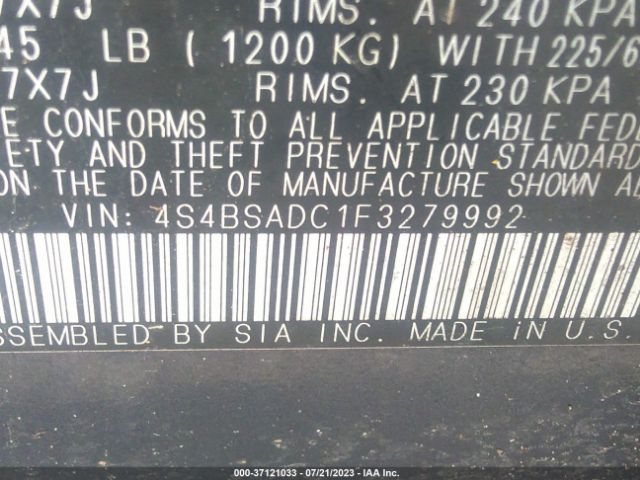 7X7J RIMS. AT 240 KPA
45 LB ( 1200 KG) WITH 225/6
7X7J RIMS. AT 230 KPA
E CONFORMS TO ALL APPLICABLE FED
ETY AND THEFT PREVENTION STANDARD
ON THE DATE OF MANUFACTURE SHOWN A
VIN: 4S4BSADC1F3279992
SSEMBLED BY SIA INC. MADE iN U.S.
000-37121033 - 07/21/2023 - IAA Inc.